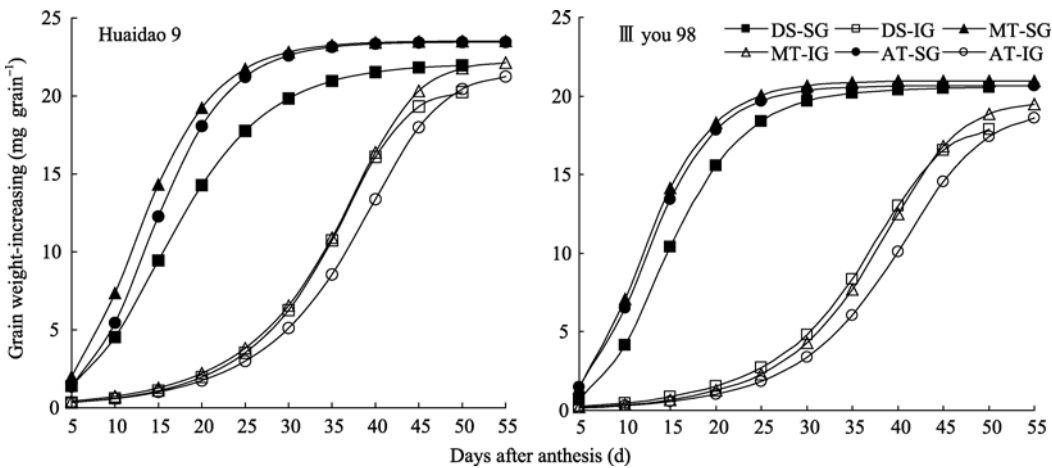 Huaidao 9
Ⅲ you 98
DS-SG DS-IG MT-SG
MT-IG AT-SG AT-IG
Grain weight-increasing (mg grain⁻¹)
25
20
15
10
5
0
5 10 15 20 25 30 35 40 45 50 55
25
20
15
10
5
0
5 10 15 20 25 30 35 40 45 50 55
Days after anthesis (d)